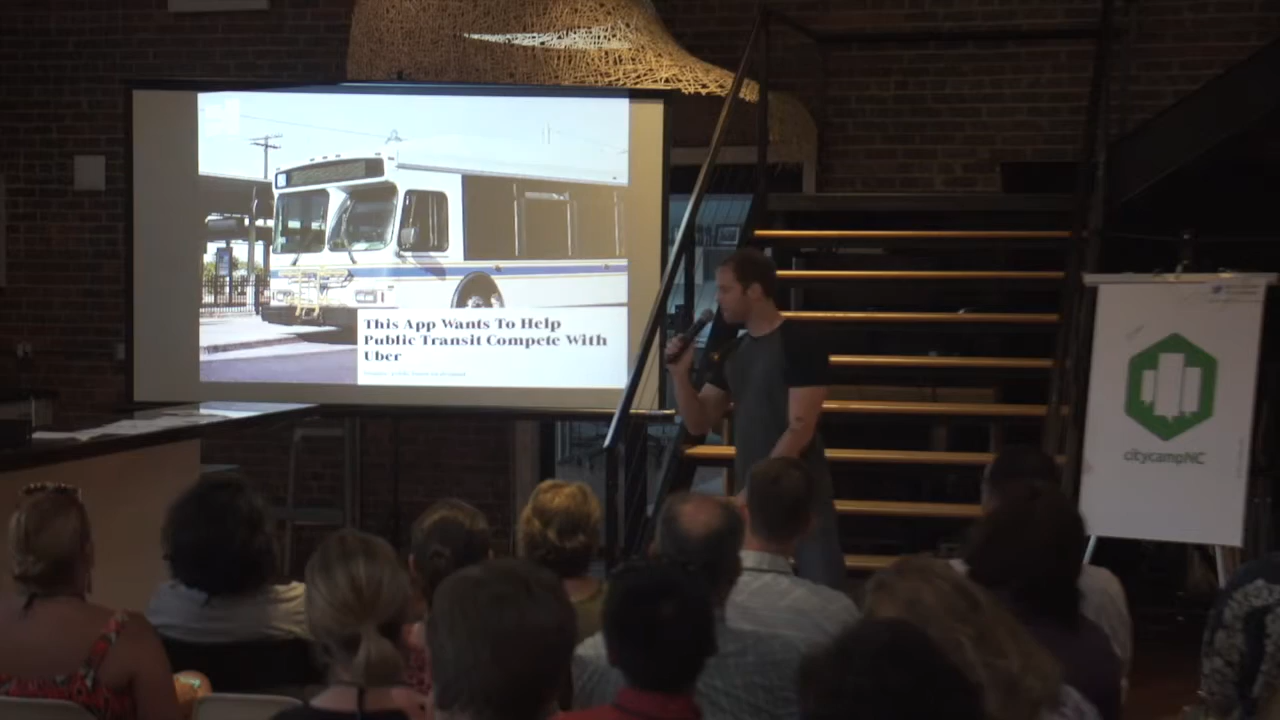 This App Wants To Help
Public Transit Compete With
Uber
citycampNC